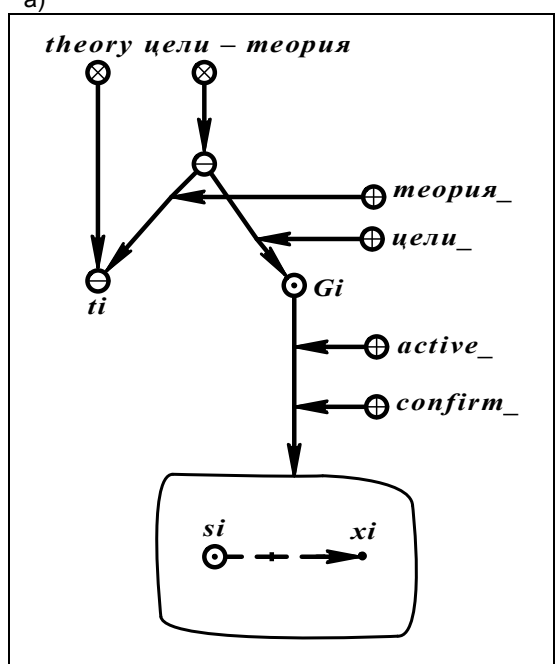 a)
theory цели – теория
теория_
цели_
ti
Gi
active_
confirm_
si
xi